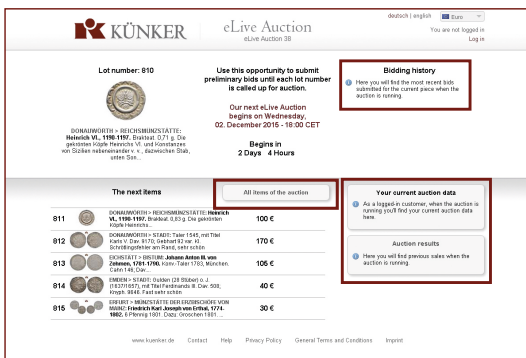 deutsch | english Euro
KÜNKER
eLive Auction
eLive Auction 38
You are not logged in
Log in
Lot number: 810
DONAUWÖRTH > REICHSMÜNZSTÄTTE:
Heinrich VI., 1190-1197. Brakteat. 0,71 g. Die
gekrönten Köpfe Heinrichs VI. und Konstanzes
von Sizilien nebeneinander v. v., dazwischen Stab,
unten Son...
Use this opportunity to submit
preliminary bids until each lot number
is called up for auction.
Our next eLive Auction
begins on Wednesday,
02. December 2015 - 18:00 CET
Begins in
2 Days 4 Hours
Bidding history
Here you will find the most recent bids
submitted for the current piece when the
auction is running.
The next items
All items of the auction
811 DONAUWÖRTH > REICHSMÜNZSTÄTTE: Heinrich
VI., 1190-1197. Brakteat. 0,83 g. Die gekrönten
Köpfe Heinrichs...
100 €
812 DONAUWÖRTH > STADT: Taler 1545, mit Titel
Karls V. Dav. 9170; Gebhart 92 var. Kl.
Schrötlingsfehler am Rand, sehr schön
170 €
813 EICHSTÄTT > BISTUM: Johann Anton III. von
Zehmen, 1781-1790. Konv.-Taler 1783, München.
Cahn 146; Dav....
105 €
814 EMDEN > STADT: Gulden (28 Stüber) o. J.
(1637/1657), mit Titel Ferdinands III. Dav. 508;
Knyph. 9646. Fast sehr schön
40 €
815 ERFURT > MÜNZSTÄTTE DER ERZBISCHÖFE VON
MAINZ: Friedrich Karl Joseph von Erthal, 1774-
1802. 6 Pfennig 1801. Dazu: Groschen 1801....
30 €
Your current auction data
As a logged-in customer, when the auction is
running you'll find your current auction data
here.
Auction results
Here you will find previous sales when the
auction is running.
www.kuenker.de Contact Help Privacy Policy General Terms and Conditions Imprint